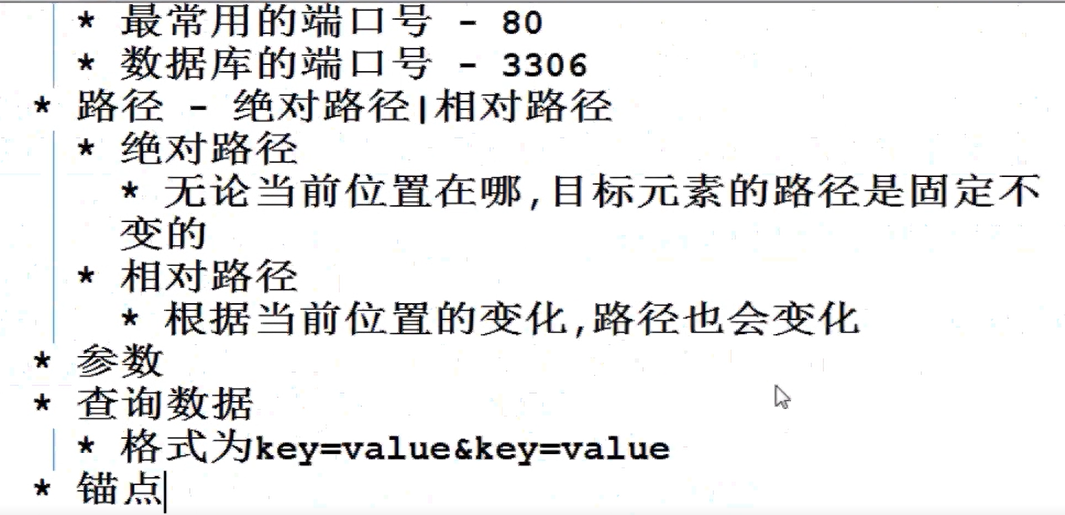 * 最常用的端口号 - 80
* 数据库的端口号 - 3306
* 路径 - 绝对路径|相对路径
* 绝对路径
* 无论当前位置在哪,目标元素的路径是固定不
变的
* 相对路径
* 根据当前位置的变化,路径也会变化
* 参数
* 查询数据
* 格式为key=value&key=value
* 锚点